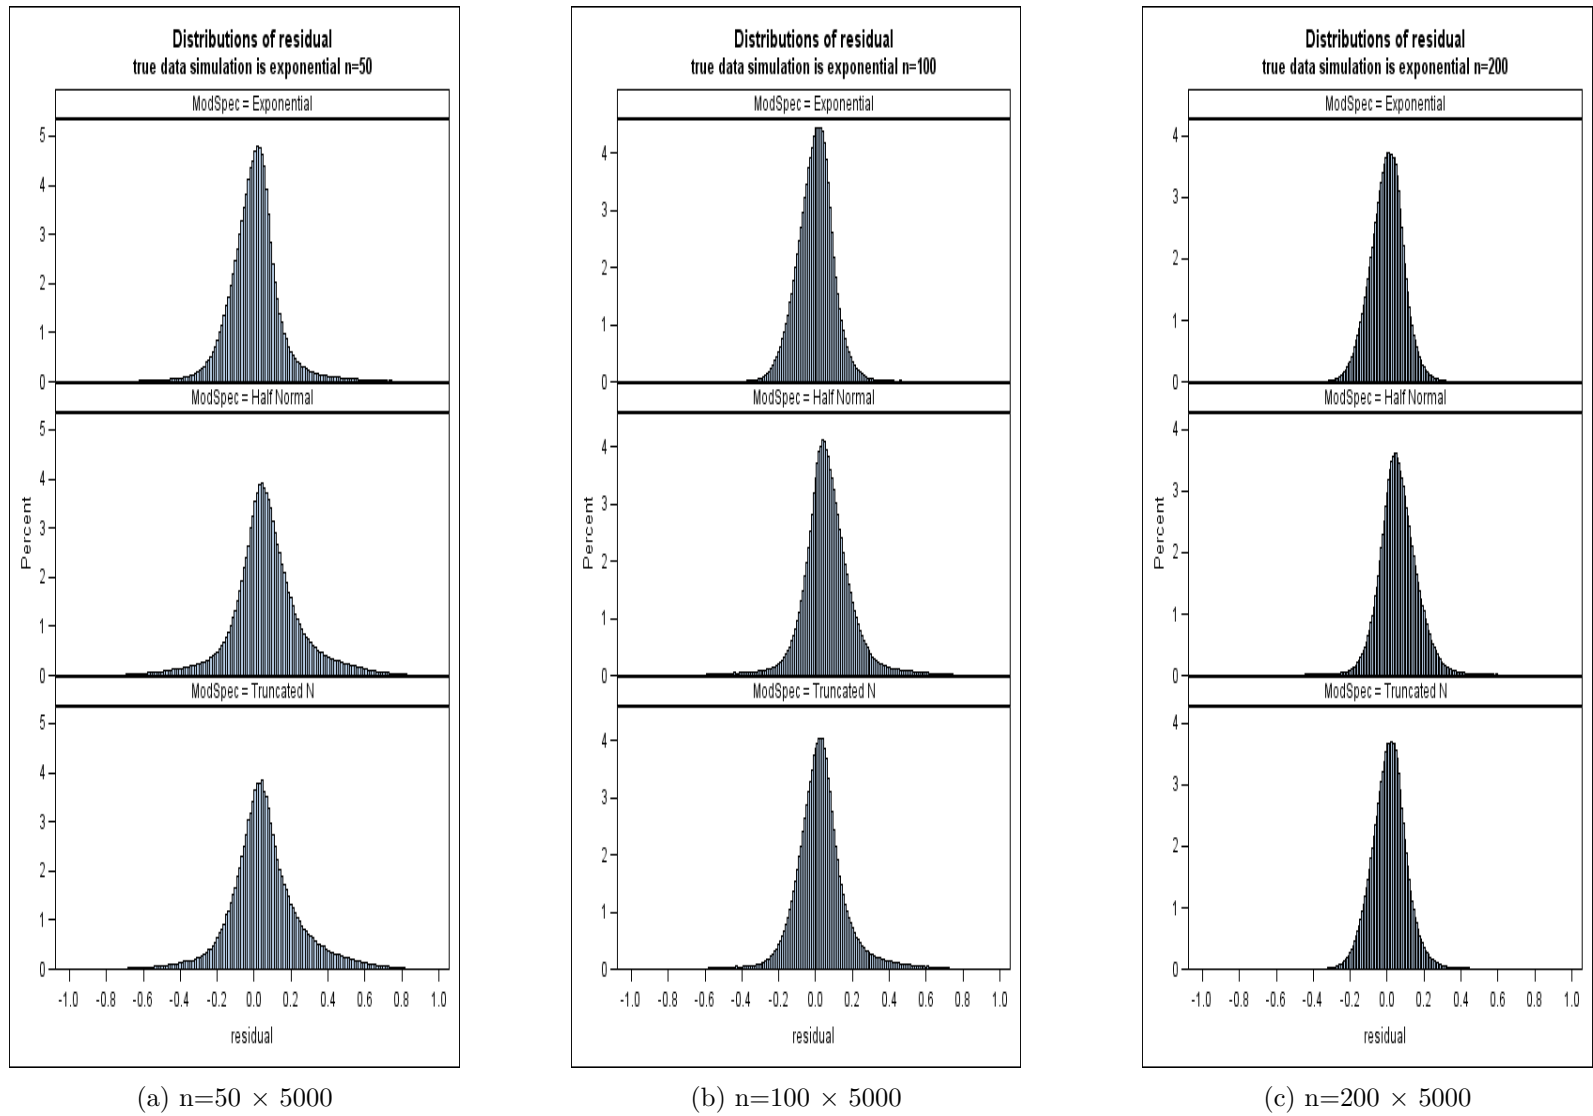 Distributions of residual
true data simulation is exponential n=50
ModSpec = Exponential
5
4
3
2
1
0
ModSpec = Half Normal
5
4
3
2
1
0
Percent
ModSpec = Truncated N
5
4
3
2
1
0
-1.0 -0.8 -0.6 -0.4 -0.2 0.0 0.2 0.4 0.6 0.8 1.0
residual
(a) n=50 × 5000
Distributions of residual
true data simulation is exponential n=100
ModSpec = Exponential
4
3
2
1
0
ModSpec = Half Normal
4
3
2
1
0
Percent
ModSpec = Truncated N
4
3
2
1
0
-1.0 -0.8 -0.6 -0.4 -0.2 0.0 0.2 0.4 0.6 0.8 1.0
residual
(b) n=100 × 5000
Distributions of residual
true data simulation is exponential n=200
ModSpec = Exponential
4
3
2
1
0
ModSpec = Half Normal
4
3
2
1
0
Percent
ModSpec = Truncated N
4
3
2
1
0
-1.0 -0.8 -0.6 -0.4 -0.2 0.0 0.2 0.4 0.6 0.8 1.0
residual
(c) n=200 × 5000